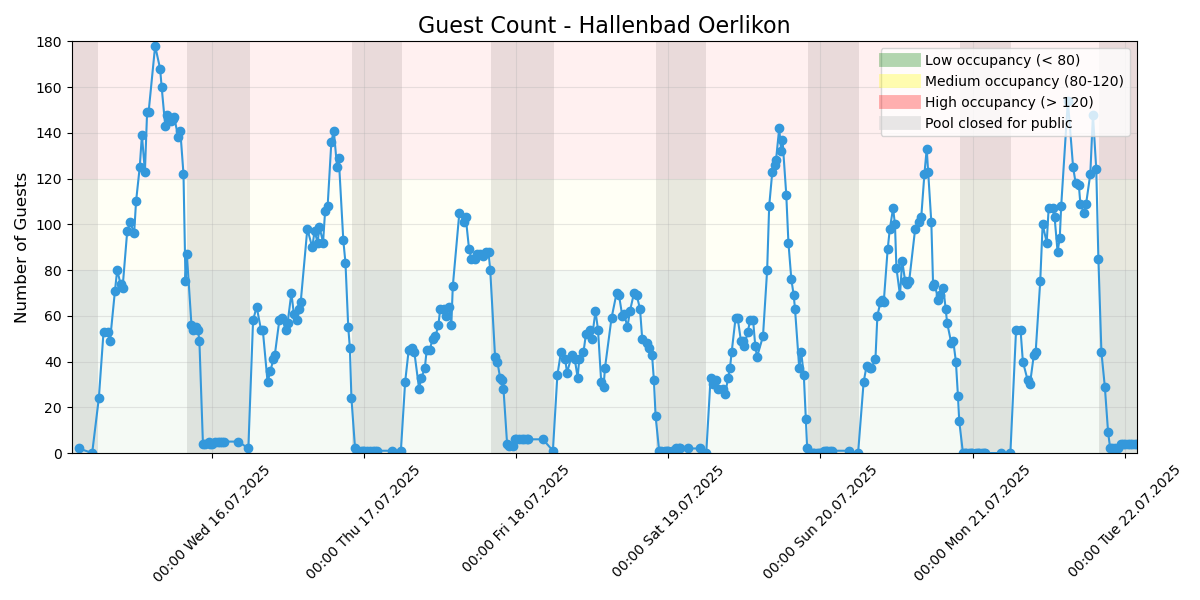 Guest Count - Hallenbad Oerlikon
Number of Guests
180
160
140
120
100
80
60
40
20
0
Low occupancy (< 80)
Medium occupancy (80-120)
High occupancy (> 120)
Pool closed for public
00:00 Wed 16.07.2025
00:00 Thu 17.07.2025
00:00 Fri 18.07.2025
00:00 Sat 19.07.2025
00:00 Sun 20.07.2025
00:00 Mon 21.07.2025
00:00 Tue 22.07.2025